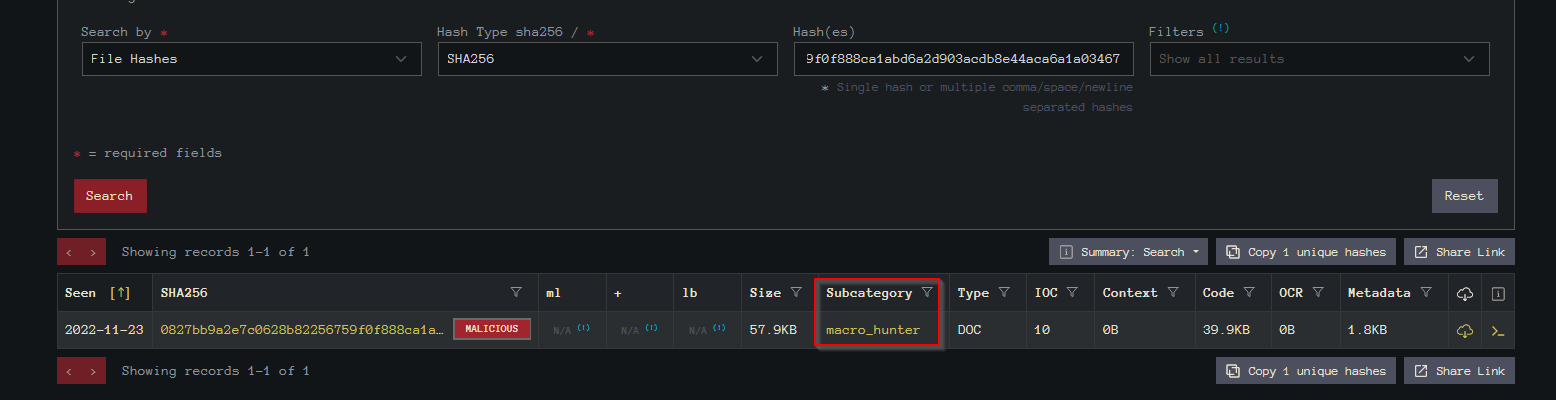 Search by *
Hash Type sha256 / *
Hash(es)
Filters (!)
File Hashes
SHA256
9f0f888ca1abd6a2d903acdb8e44aca6a1a03467
Show all results
* Single hash or multiple comma/space/newline
separated hashes
* = required fields
Search
Reset
< >
Showing records 1-1 of 1
Summary: Search
Copy 1 unique hashes
Share Link
Seen [↑] SHA256 ml + lb Size Subcategory Type IOC Context Code OCR Metadata
2022-11-23 0827bb9a2e7c0628b82256759f0f888ca1a… MALICIOUS N/A (!) N/A (!) N/A (!) 57.9KB macro_hunter DOC 10 0B 39.9KB 0B 1.8KB
< >
Showing records 1-1 of 1
Copy 1 unique hashes
Share Link